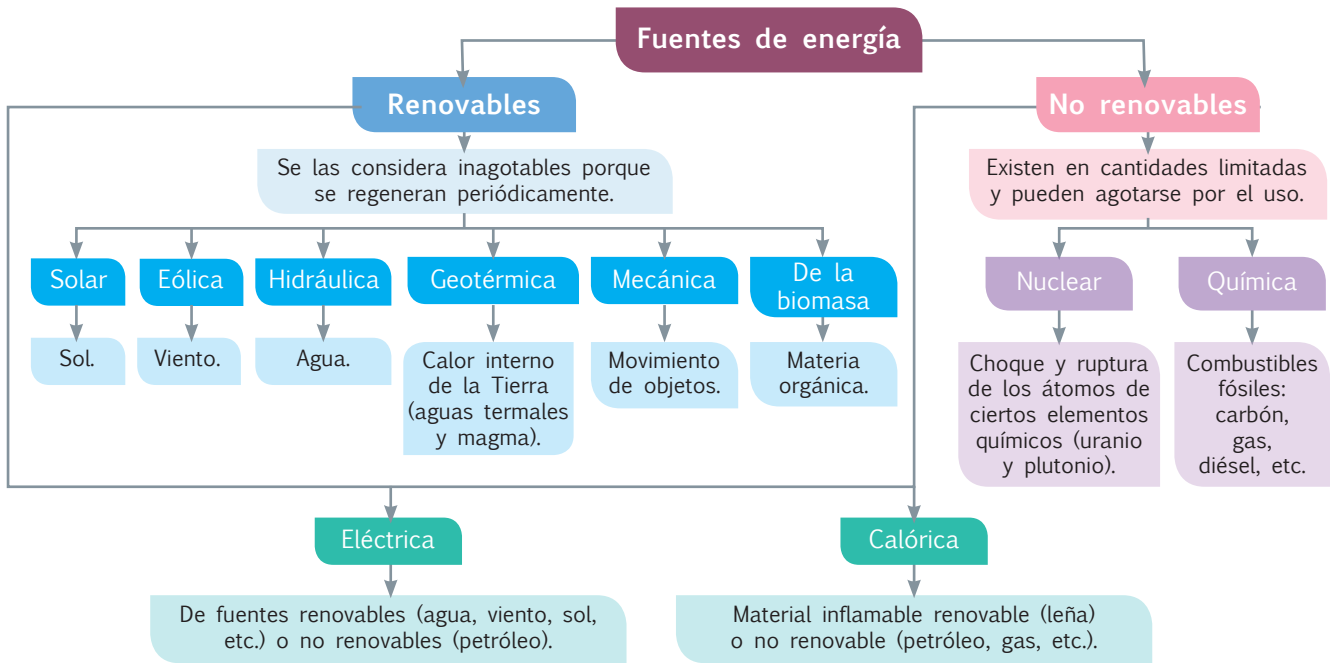 Fuentes de energía
Renovables
No renovables
Se las considera inagotables porque
se regeneran periódicamente.
Existen en cantidades limitadas
y pueden agotarse por el uso.
Solar
Eólica
Hidráulica
Geotérmica
Mecánica
De la
biomasa
Nuclear
Química
Sol.
Viento.
Agua.
Calor interno
de la Tierra
(aguas termales
y magma).
Movimiento
de objetos.
Materia
orgánica.
Choque y ruptura
de los átomos de
ciertos elementos
químicos (uranio
y plutonio).
Combustibles
fósiles:
carbón,
gas,
diésel, etc.
Eléctrica
Calórica
De fuentes renovables (agua, viento, sol,
etc.) o no renovables (petróleo).
Material inflamable renovable (leña)
o no renovable (petróleo, gas, etc.).